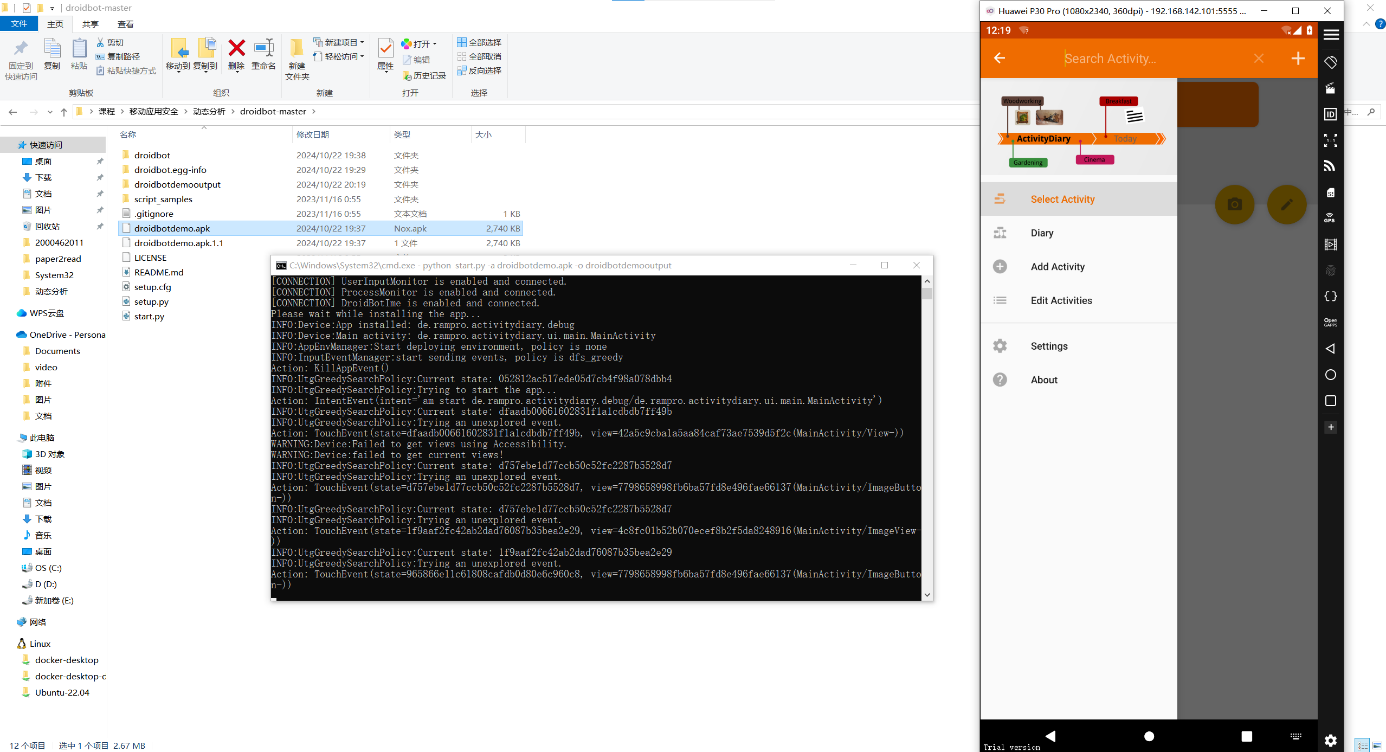 droidbot-master
文件
主页
共享
查看
固定到
快速访问
复制
粘贴
剪切
复制路径
粘贴快捷方式
剪贴板
移动到
复制到
删除
重命名
组织
新建
文件夹
新建项目
轻松访问
新建
属性
打开
编辑
历史记录
打开
全部选择
全部取消
反向选择
选择
课程
移动应用安全
动态分析
droidbot-master
名称
修改日期
类型
大小
droidbot 2024/10/22 19:38 文件夹
droidbot.egg-info 2024/10/22 19:29 文件夹
droidbotdemooutput 2024/10/22 20:19 文件夹
script_samples 2023/11/16 0:55 文件夹
.gitignore 2023/11/16 0:55 文本文档 1 KB
droidbotdemo.apk 2024/10/22 19:37 Nox.apk 2,740 KB
droidbotdemo.apk.1.1 2024/10/22 19:37 1 文件 2,740 KB
LICENSE
README.md
setup.cfg
setup.py
start.py
快速访问
桌面
下载
文档
图片
回收站
2000462011
paper2read
System32
动态分析
WPS云盘
OneDrive - Persona
Documents
video
附件
图片
文档
此电脑
3D 对象
视频
图片
文档
下载
音乐
桌面
OS (C:)
D (D:)
新加卷 (E:)
网络
Linux
docker-desktop
docker-desktop-c
Ubuntu-22.04
12 个项目 选中 1 个项目 2.67 MB
C:\Windows\System32\cmd.exe - python start.py -a droidbotdemo.apk -o droidbotdemooutput
[CONNECTION] UserInputMonitor is enabled and connected.
[CONNECTION] ProcessMonitor is enabled and connected.
[CONNECTION] DroidBotIme is enabled and connected.
Please wait while installing the app...
INFO:Device:App installed: de.rampro.activitydiary.debug
INFO:Device:Main activity: de.rampro.activitydiary.ui.main.MainActivity
INFO:AppEnvManager:Start deploying environment, policy is none
INFO:InputEventManager:start sending events, policy is dfs_greedy
Action: KillAppEvent()
INFO:UtgGreedySearchPolicy:Current state: 052812ac517ede05d7cb4f98a078dbb4
INFO:UtgGreedySearchPolicy:Trying to start the app...
Action: IntentEvent(intent='am start de.rampro.activitydiary.debug/de.rampro.activitydiary.ui.main.MainActivity')
INFO:UtgGreedySearchPolicy:Current state: dfaadb00661602831f1a1cdbdb7ff49b
INFO:UtgGreedySearchPolicy:Trying an unexplored event.
Action: TouchEvent(state=dfaadb00661602831f1a1cdbdb7ff49b, view=42a5c9cba1a5aa84caf73ae7539d5f2c(MainActivity/View-))
WARNING:Device:Failed to get views using Accessibility.
WARNING:Device:failed to get current views!
INFO:UtgGreedySearchPolicy:Current state: d757ebe1d77ccb50c52fc2287b5528d7
INFO:UtgGreedySearchPolicy:Trying an unexplored event.
Action: TouchEvent(state=d757ebe1d77ccb50c52fc2287b5528d7, view=7798658998fb6ba57fd8e496fae66137(MainActivity/ImageButto
n-))
INFO:UtgGreedySearchPolicy:Current state: d757ebe1d77ccb50c52fc2287b5528d7
INFO:UtgGreedySearchPolicy:Trying an unexplored event.
Action: TouchEvent(state=1f9aaf2fc42ab2dad76087b35bea2e29, view=4c8fc01b52b070ecef8b2f5da8248916(MainActivity/ImageView-
))
INFO:UtgGreedySearchPolicy:Current state: 1f9aaf2fc42ab2dad76087b35bea2e29
INFO:UtgGreedySearchPolicy:Trying an unexplored event.
Action: TouchEvent(state=965866e11c61808cafdb0d80e6c960c8, view=7798658998fb6ba57fd8e496fae66137(MainActivity/ImageButto
n-))
Huawei P30 Pro (1080x2340, 360dpi) - 192.168.142.101:5555 ...
12:19
Search Activity...
Woodworking
ActivityDiary
Today
Gardening
Cinema
Select Activity
Diary
Add Activity
Edit Activities
Settings
About
ID
GPS
Trial version